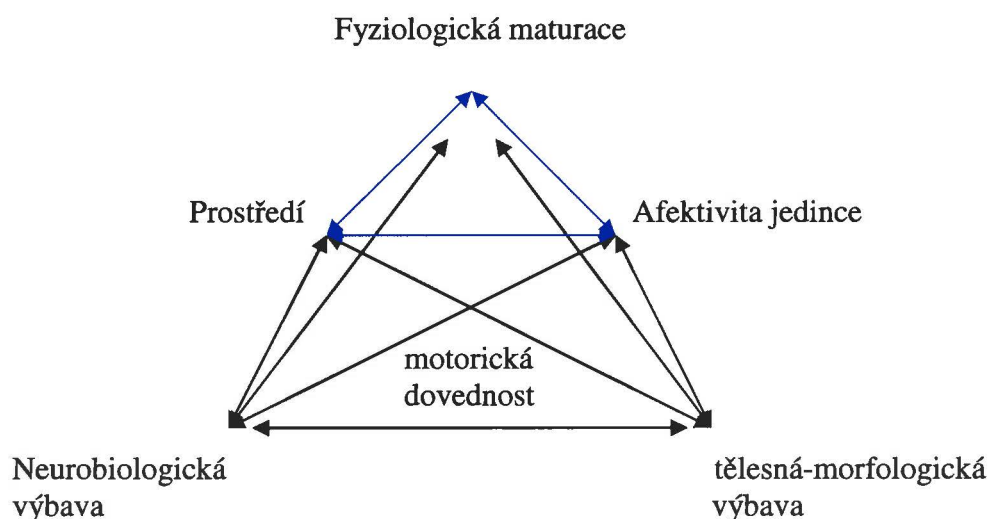 Fyziologická maturace
Prostředí
Afektivita jedince
motorická
dovednost
Neurobiologická
výbava
tělesná-morfologická
výbava